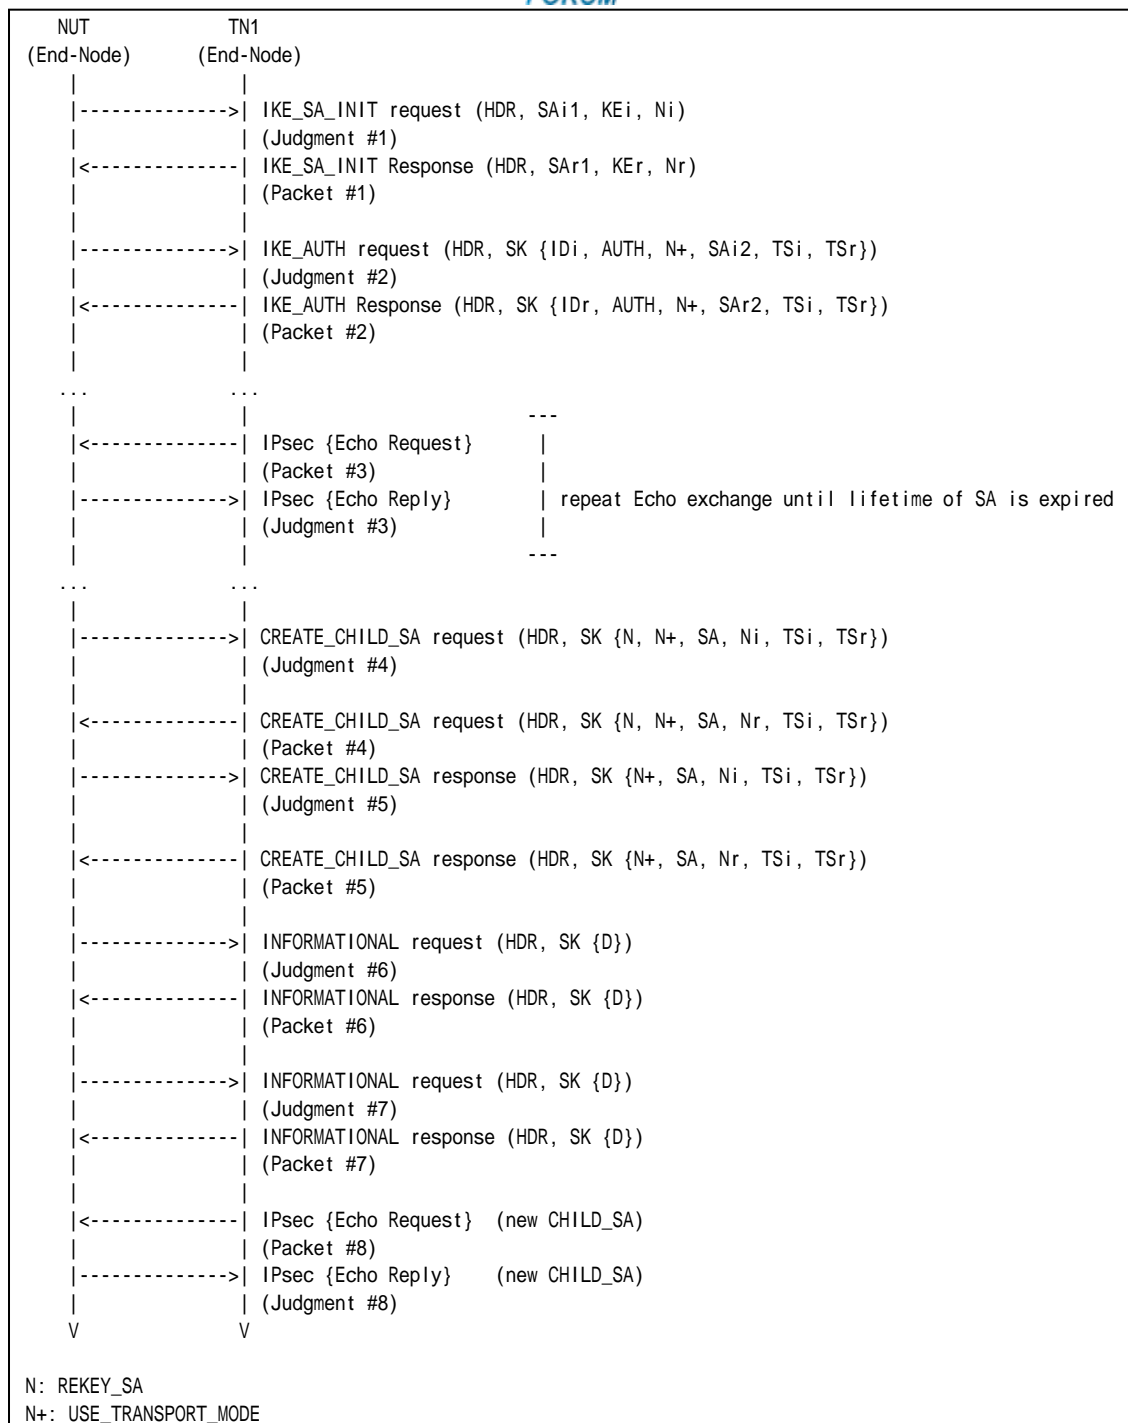 FORUM
NUT TN1
(End-Node) (End-Node)
| |
|-------------->| IKE_SA_INIT request (HDR, SAi1, KEi, Ni)
| | (Judgment #1)
|<--------------| IKE_SA_INIT Response (HDR, SAr1, KEr, Nr)
| | (Packet #1)
| |
|-------------->| IKE_AUTH request (HDR, SK {IDi, AUTH, N+, SAi2, TSi, TSr})
| | (Judgment #2)
|<--------------| IKE_AUTH Response (HDR, SK {IDr, AUTH, N+, SAr2, TSi, TSr})
| | (Packet #2)
| |
... ...
| | ---
|<--------------| IPsec {Echo Request} |
| | (Packet #3) |
|-------------->| IPsec {Echo Reply} | repeat Echo exchange until lifetime of SA is expired
| | (Judgment #3) |
| | ---
... ...
| |
|-------------->| CREATE_CHILD_SA request (HDR, SK {N, N+, SA, Ni, TSi, TSr})
| | (Judgment #4)
| |
|<--------------| CREATE_CHILD_SA request (HDR, SK {N, N+, SA, Nr, TSi, TSr})
| | (Packet #4)
|-------------->| CREATE_CHILD_SA response (HDR, SK {N+, SA, Ni, TSi, TSr})
| | (Judgment #5)
| |
|<--------------| CREATE_CHILD_SA response (HDR, SK {N+, SA, Nr, TSi, TSr})
| | (Packet #5)
| |
|-------------->| INFORMATIONAL request (HDR, SK {D})
| | (Judgment #6)
|<--------------| INFORMATIONAL response (HDR, SK {D})
| | (Packet #6)
| |
|-------------->| INFORMATIONAL request (HDR, SK {D})
| | (Judgment #7)
|<--------------| INFORMATIONAL response (HDR, SK {D})
| | (Packet #7)
| |
|<--------------| IPsec {Echo Request} (new CHILD_SA)
| | (Packet #8)
|-------------->| IPsec {Echo Reply} (new CHILD_SA)
| | (Judgment #8)
V V
N: REKEY_SA
N+: USE_TRANSPORT_MODE